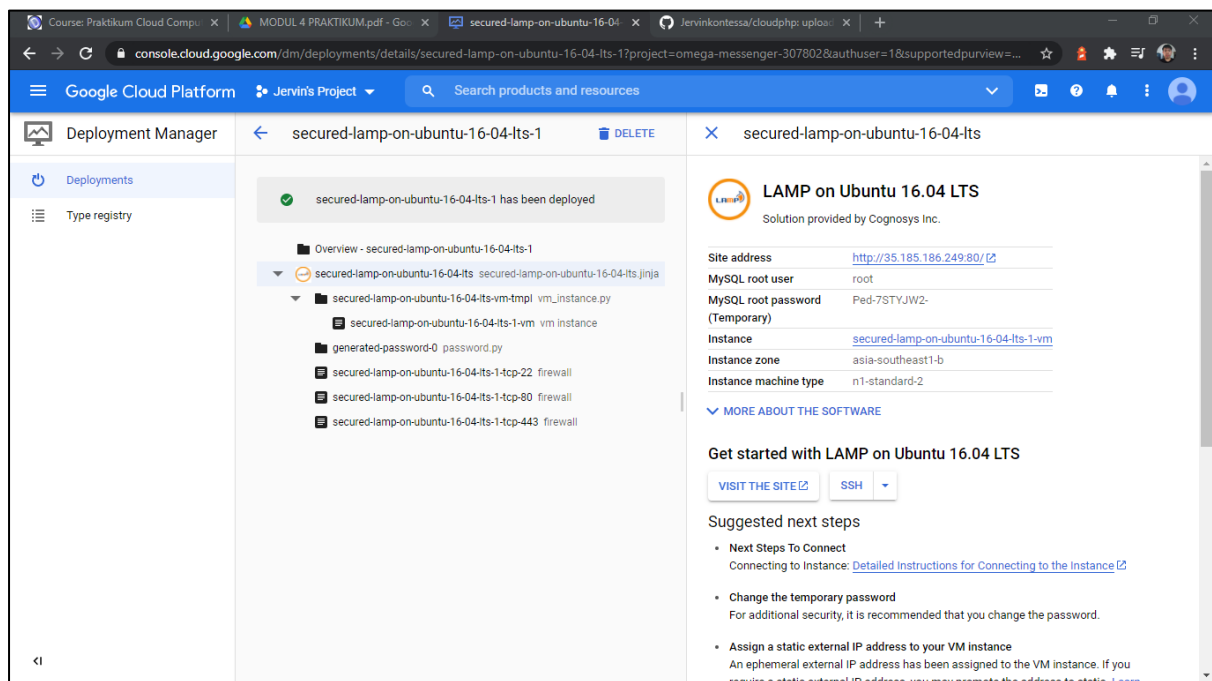 Course: Praktikum Cloud Compu
MODUL 4 PRAKTIKUM.pdf - Goo
secured-lamp-on-ubuntu-16-04-
Jervinkontessa/cloudphp: upload
console.cloud.google.com/dm/deployments/details/secured-lamp-on-ubuntu-16-04-lts-1?project=omega-messenger-307802&authuser=1&supportedpurview=...
Google Cloud Platform
Jervin's Project
Search products and resources
Deployment Manager
Deployments
Type registry
secured-lamp-on-ubuntu-16-04-lts-1
DELETE
secured-lamp-on-ubuntu-16-04-lts-1 has been deployed
Overview - secured-lamp-on-ubuntu-16-04-lts-1
secured-lamp-on-ubuntu-16-04-lts secured-lamp-on-ubuntu-16-04-lts.jinja
secured-lamp-on-ubuntu-16-04-lts-vm-tmpl vm_instance.py
secured-lamp-on-ubuntu-16-04-lts-1-vm vm instance
generated-password-0 password.py
secured-lamp-on-ubuntu-16-04-lts-1-tcp-22 firewall
secured-lamp-on-ubuntu-16-04-lts-1-tcp-80 firewall
secured-lamp-on-ubuntu-16-04-lts-1-tcp-443 firewall
secured-lamp-on-ubuntu-16-04-lts
LAMP
LAMP on Ubuntu 16.04 LTS
Solution provided by Cognosys Inc.
Site address http://35.185.186.249:80/
MySQL root user root
MySQL root password Ped-7STYJW2-
(Temporary)
Instance secured-lamp-on-ubuntu-16-04-lts-1-vm
Instance zone asia-southeast1-b
Instance machine type n1-standard-2
MORE ABOUT THE SOFTWARE
Get started with LAMP on Ubuntu 16.04 LTS
VISIT THE SITE
SSH
Suggested next steps
Next Steps To Connect
Connecting to Instance: Detailed Instructions for Connecting to the Instance
Change the temporary password
For additional security, it is recommended that you change the password.
Assign a static external IP address to your VM instance
An ephemeral external IP address has been assigned to the VM instance. If you
require a static external IP address, you may promote the address to static. Learn